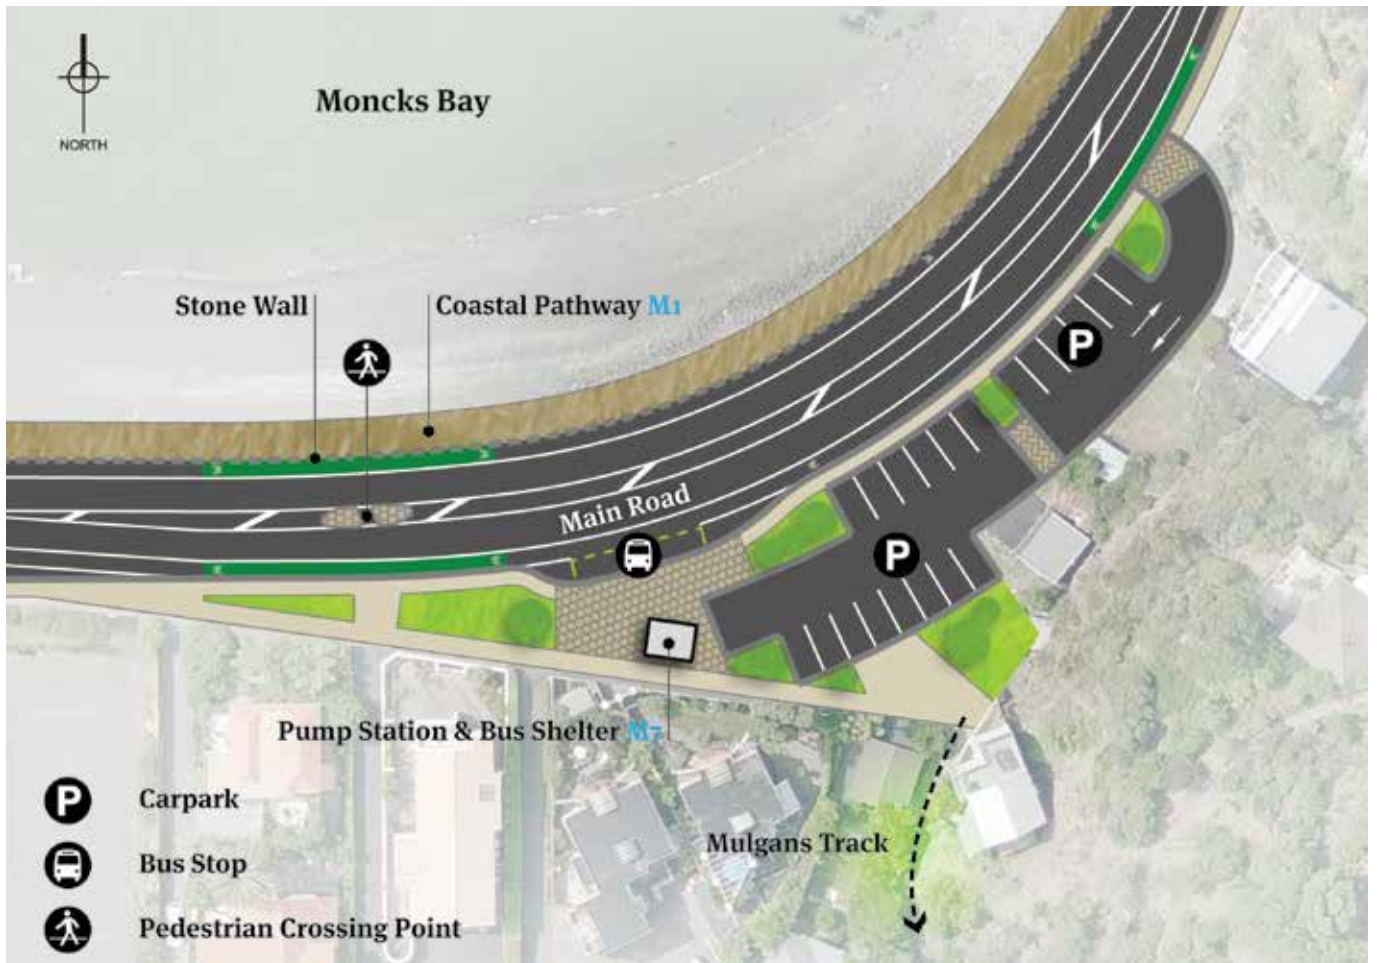 NORTH
Moncks Bay
Stone Wall
Coastal Pathway M1
P
Main Road
P
Pump Station & Bus Shelter M7
Mulgans Track
P Carpark
Bus Stop
Pedestrian Crossing Point